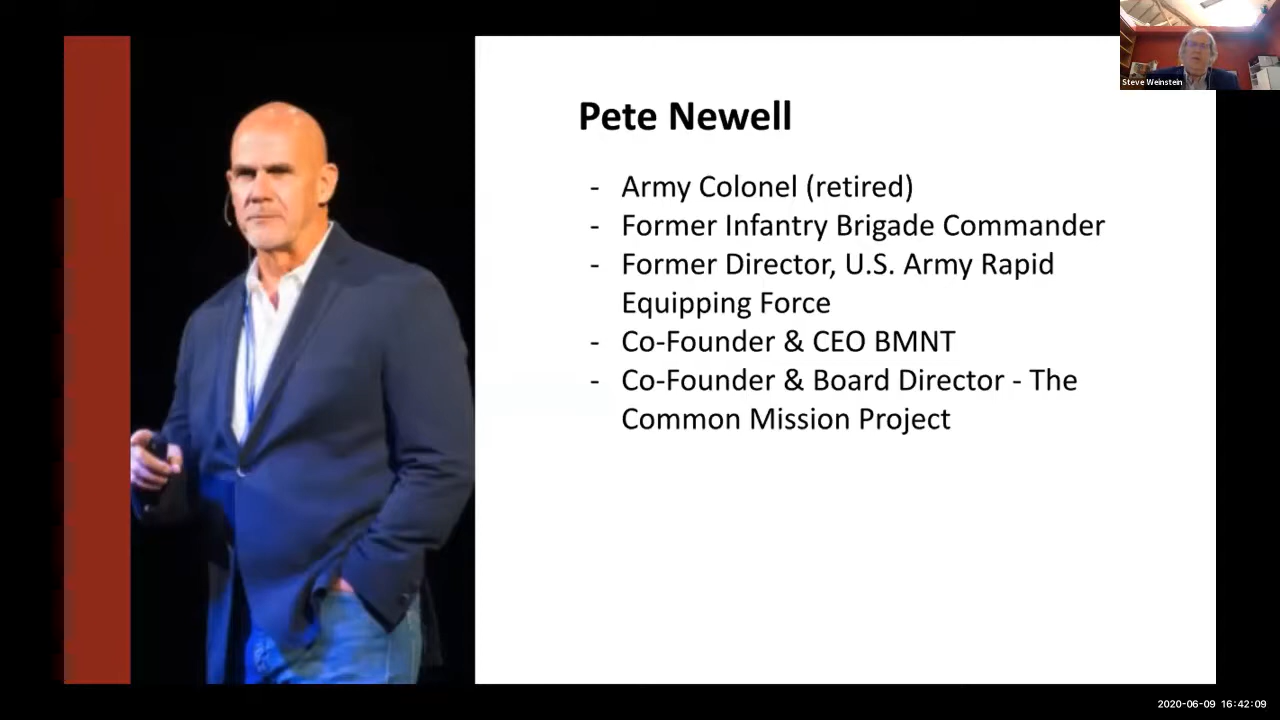 Steve Weinstein
Pete Newell
- Army Colonel (retired)
- Former Infantry Brigade Commander
- Former Director, U.S. Army Rapid
Equipping Force
- Co-Founder & CEO BMNT
- Co-Founder & Board Director - The
Common Mission Project
2020-06-09 16:42:09